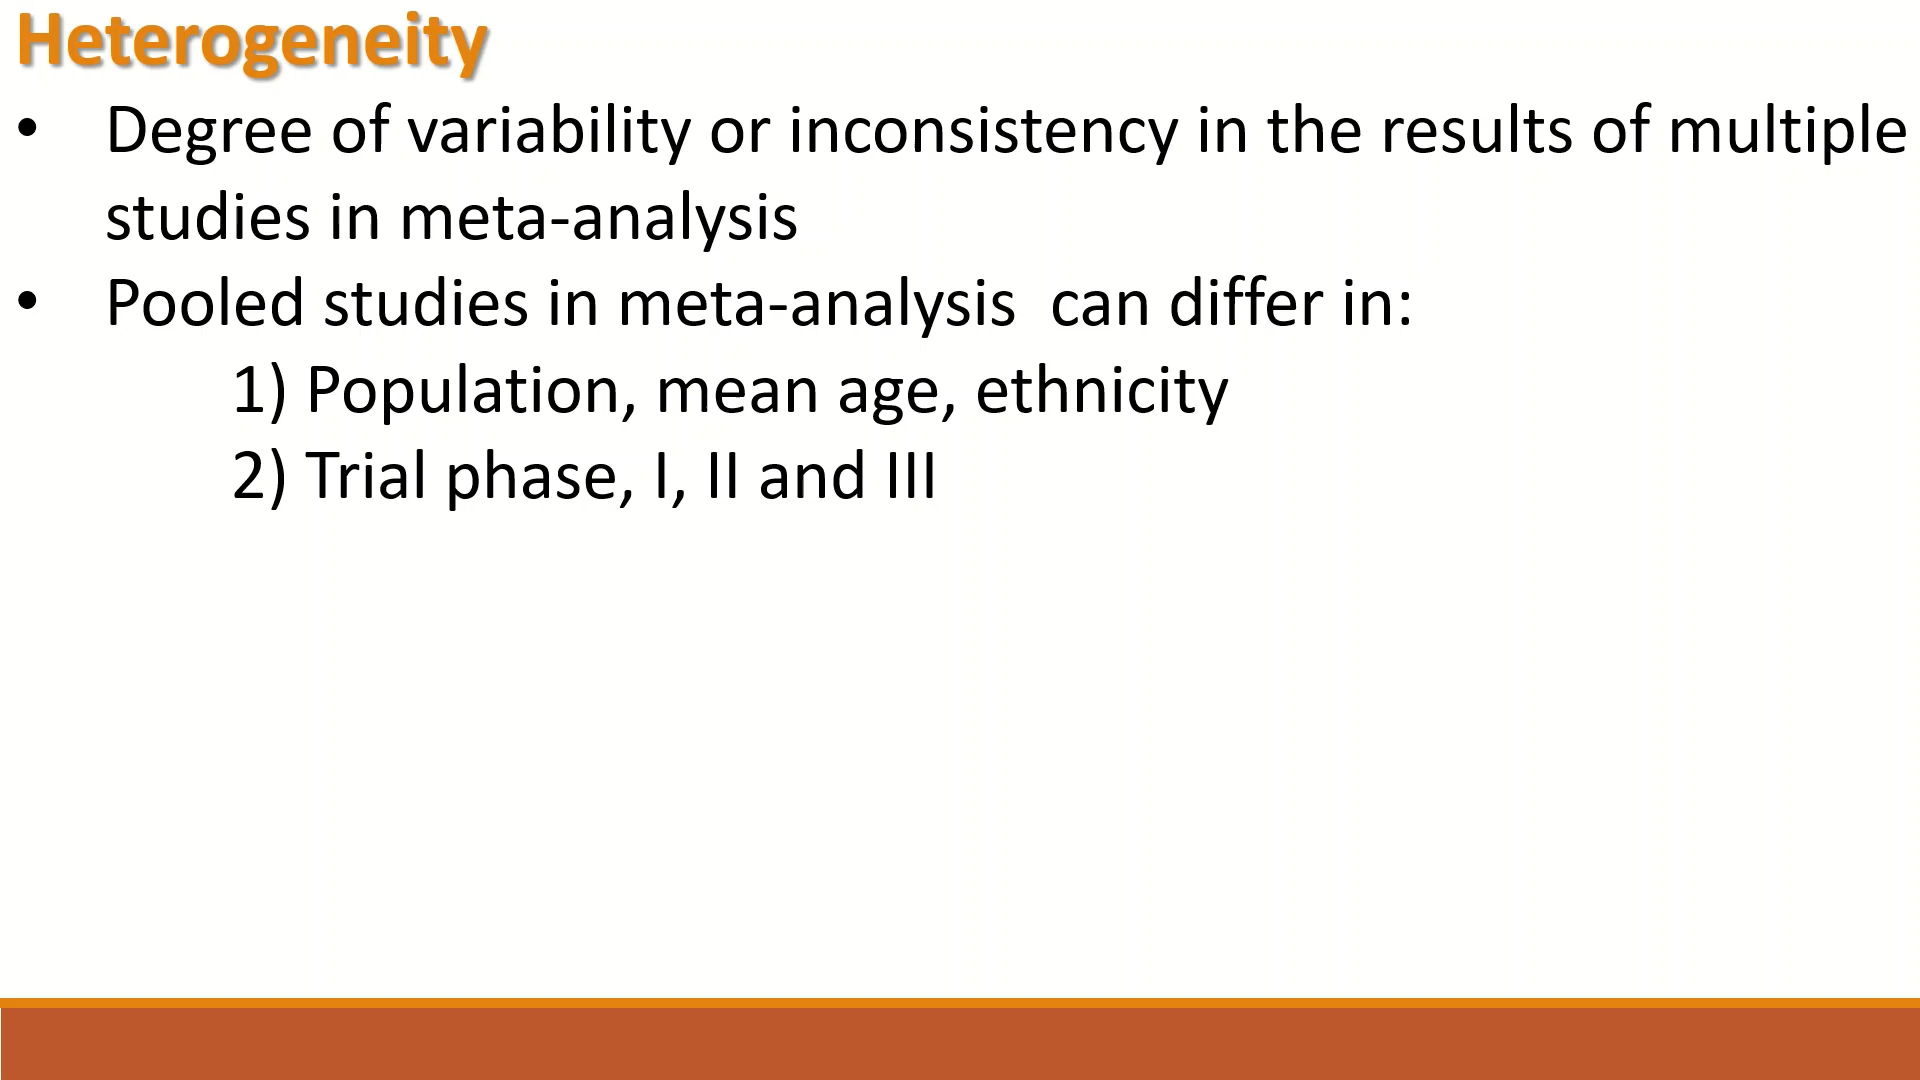 Heterogeneity
• Degree of variability or inconsistency in the results of multiple
studies in meta-analysis
• Pooled studies in meta-analysis  can differ in:
1) Population, mean age, ethnicity
2) Trial phase, I, II and III